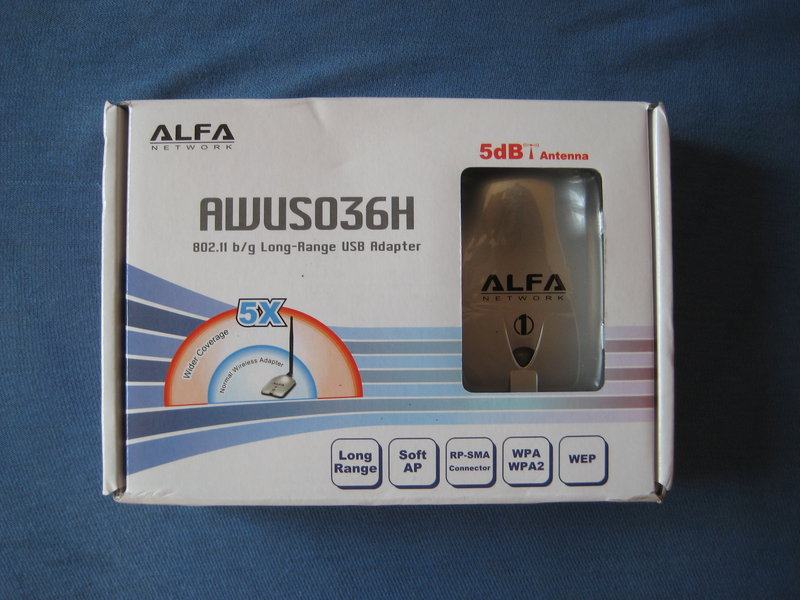 ALFA
NETWORK
5dBi Antenna
AWUS036H
802.11 b/g Long-Range USB Adapter
ALFA
NETWORK
5X
Wider Coverage
Normal Wireless Adapter
ALFA
Long
Range
Soft
AP
RP-SMA
Connector
WPA
WPA2
WEP